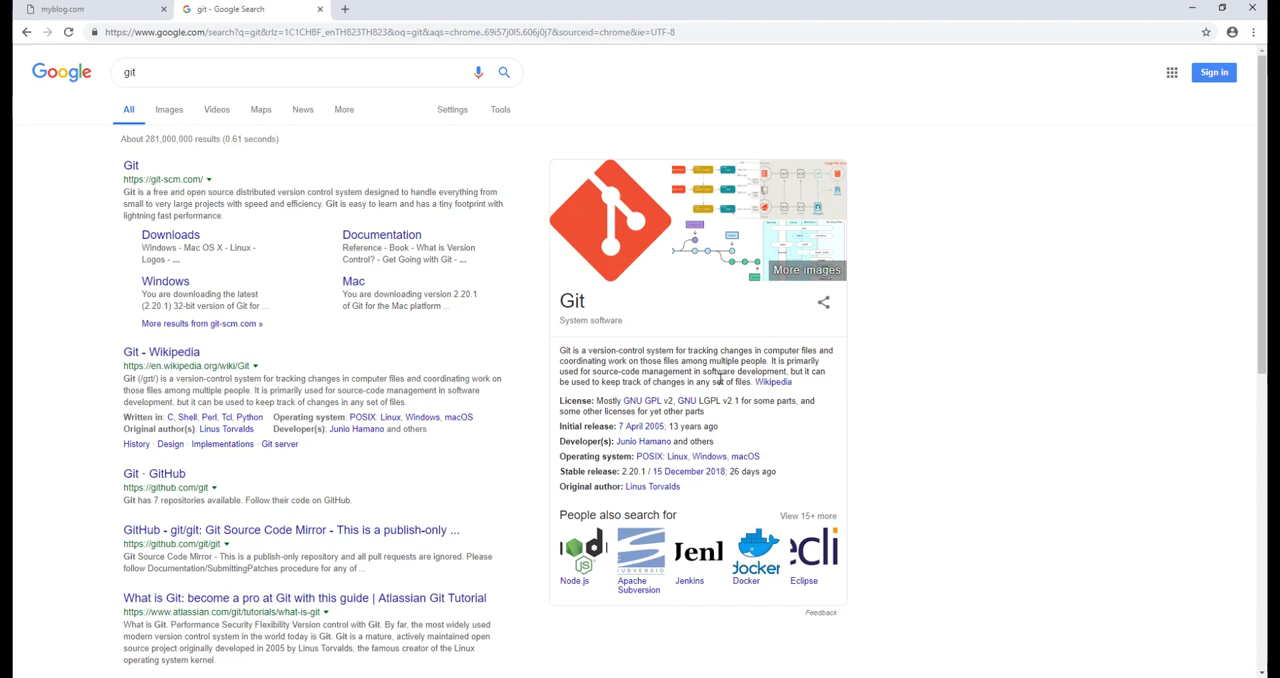 myblog.com
git - Google Search
https://www.google.com/search?q=git&rlz=1C1CHBF_enTH823TH823&oq=git&aqs=chrome..69i57j0l5.606j0j7&sourceid=chrome&ie=UTF-8
Google
git
Sign in
All Images Videos Maps News More Settings Tools
About 281,000,000 results (0.61 seconds)
Git
https://git-scm.com/
Git is a free and open source distributed version control system designed to handle everything from
small to very large projects with speed and efficiency. Git is easy to learn and has a tiny footprint with
lightning fast performance.
Downloads
Windows - Mac OS X - Linux -
Logos - ...
Documentation
Reference - Book - What is Version
Control? - Get Going with Git - ...
Windows
You are downloading the latest
(2.20.1) 32-bit version of Git for ...
Mac
You are downloading version 2.20.1
of Git for the Mac platform ...
More results from git-scm.com »
Git - Wikipedia
https://en.wikipedia.org/wiki/Git
Git (/ɡɪt/) is a version-control system for tracking changes in computer files and coordinating work on
those files among multiple people. It is primarily used for source-code management in software
development, but it can be used to keep track of changes in any set of files.
Written in: C, Shell, Perl, Tcl, Python Operating system: POSIX: Linux, Windows, macOS
Original author(s): Linus Torvalds Developer(s): Junio Hamano and others
History · Design · Implementations · Git server
Git · GitHub
https://github.com/git
Git has 7 repositories available. Follow their code on GitHub.
GitHub - git/git: Git Source Code Mirror - This is a publish-only ...
https://github.com/git/git
Git Source Code Mirror - This is a publish-only repository and all pull requests are ignored. Please
follow Documentation/SubmittingPatches procedure for any of ...
What is Git: become a pro at Git with this guide | Atlassian Git Tutorial
https://www.atlassian.com/git/tutorials/what-is-git
What is Git. Performance Security Flexibility Version control with Git. By far, the most widely used
modern version control system in the world today is Git. Git is a mature, actively maintained open
source project originally developed in 2005 by Linus Torvalds, the famous creator of the Linux
operating system kernel.
More images
Git
System software
Git is a version-control system for tracking changes in computer files and
coordinating work on those files among multiple people. It is primarily
used for source-code management in software development, but it can
be used to keep track of changes in any set of files. Wikipedia
License: Mostly GNU GPL v2, GNU LGPL v2.1 for some parts, and
some other licenses for yet other parts
Initial release: 7 April 2005; 13 years ago
Developer(s): Junio Hamano and others
Operating system: POSIX: Linux, Windows, macOS
Stable release: 2.20.1 / 15 December 2018; 26 days ago
Original author: Linus Torvalds
People also search for
View 15+ more
Jenl
docker
ecli
Node.js
Apache
Subversion
Jenkins
Docker
Eclipse
Feedback